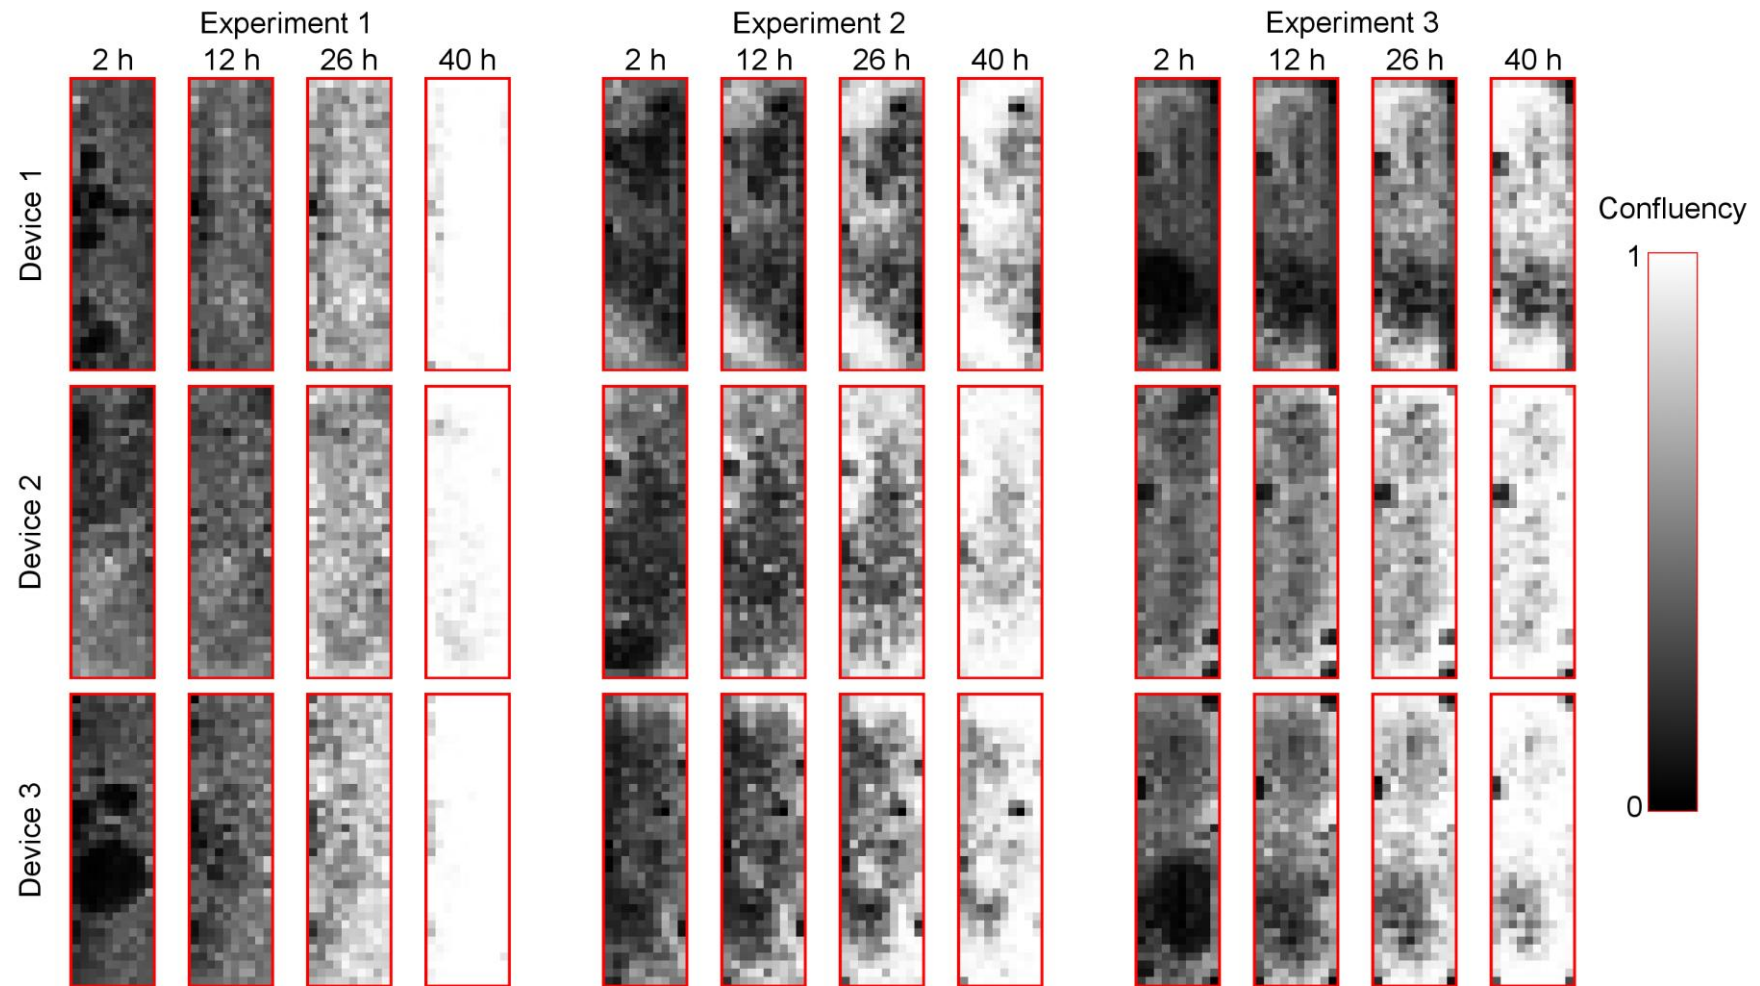 Experiment 1
Experiment 2
Experiment 3
2 h 12 h 26 h 40 h
2 h 12 h 26 h 40 h
2 h 12 h 26 h 40 h
Device 1
Device 2
Device 3
Confluency
1
0